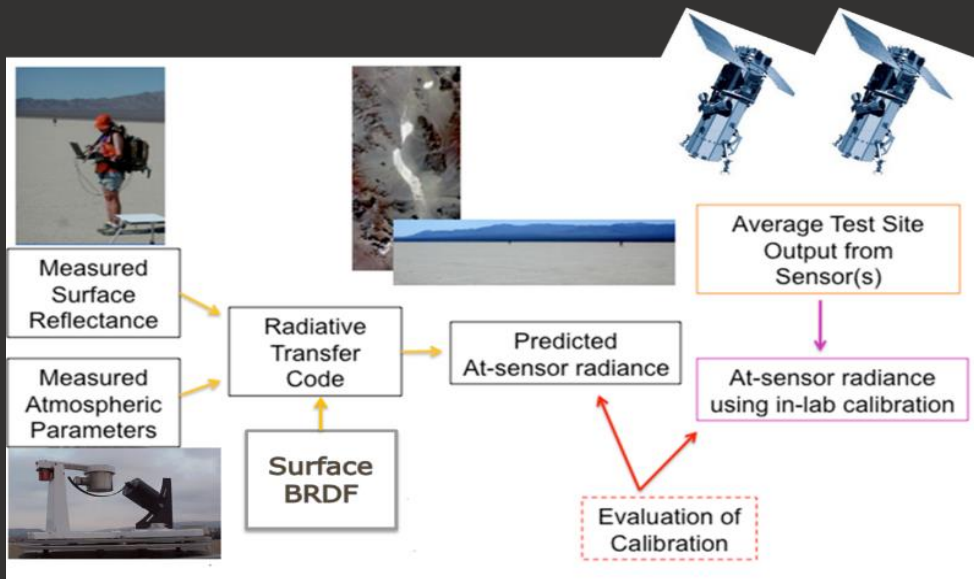 Measured
Surface
Reflectance
Measured
Atmospheric
Parameters
Radiative
Transfer
Code
Surface
BRDF
Predicted
At-sensor radiance
Average Test Site
Output from
Sensor(s)
At-sensor radiance
using in-lab calibration
Evaluation of
Calibration